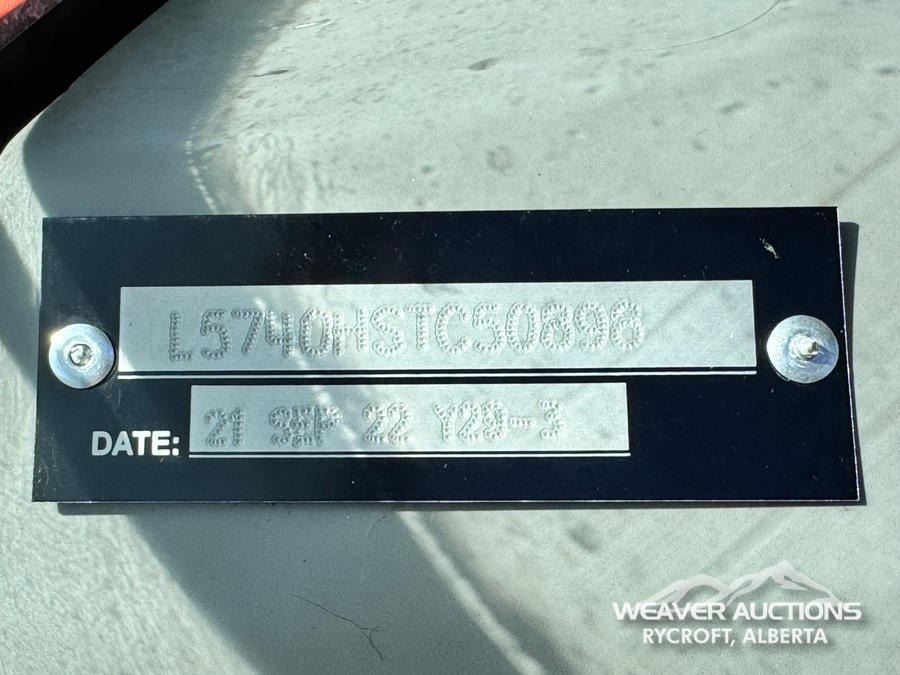 L5740HSTC50898
DATE: 21 SEP 22 Y29-3
WEAVER AUCTIONS
RYCROFT, ALBERTA